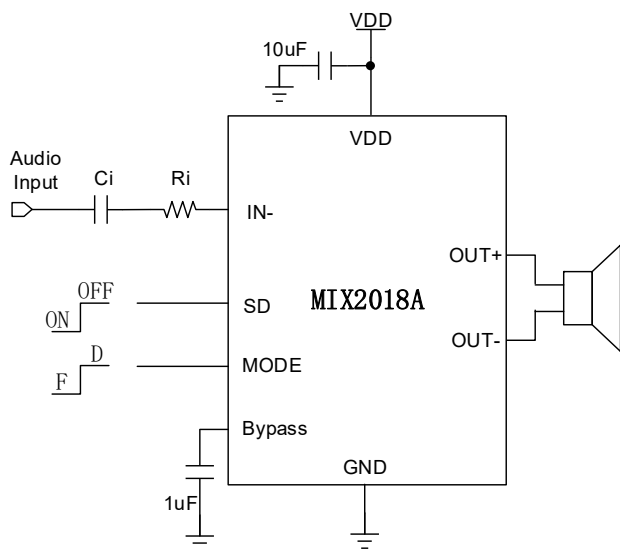 VDD
10uF
VDD
Audio
Input
Ci
Ri
IN-
OUT+
OFF
ON
SD
MIX2018A
OUT-
D
F
MODE
Bypass
GND
1uF